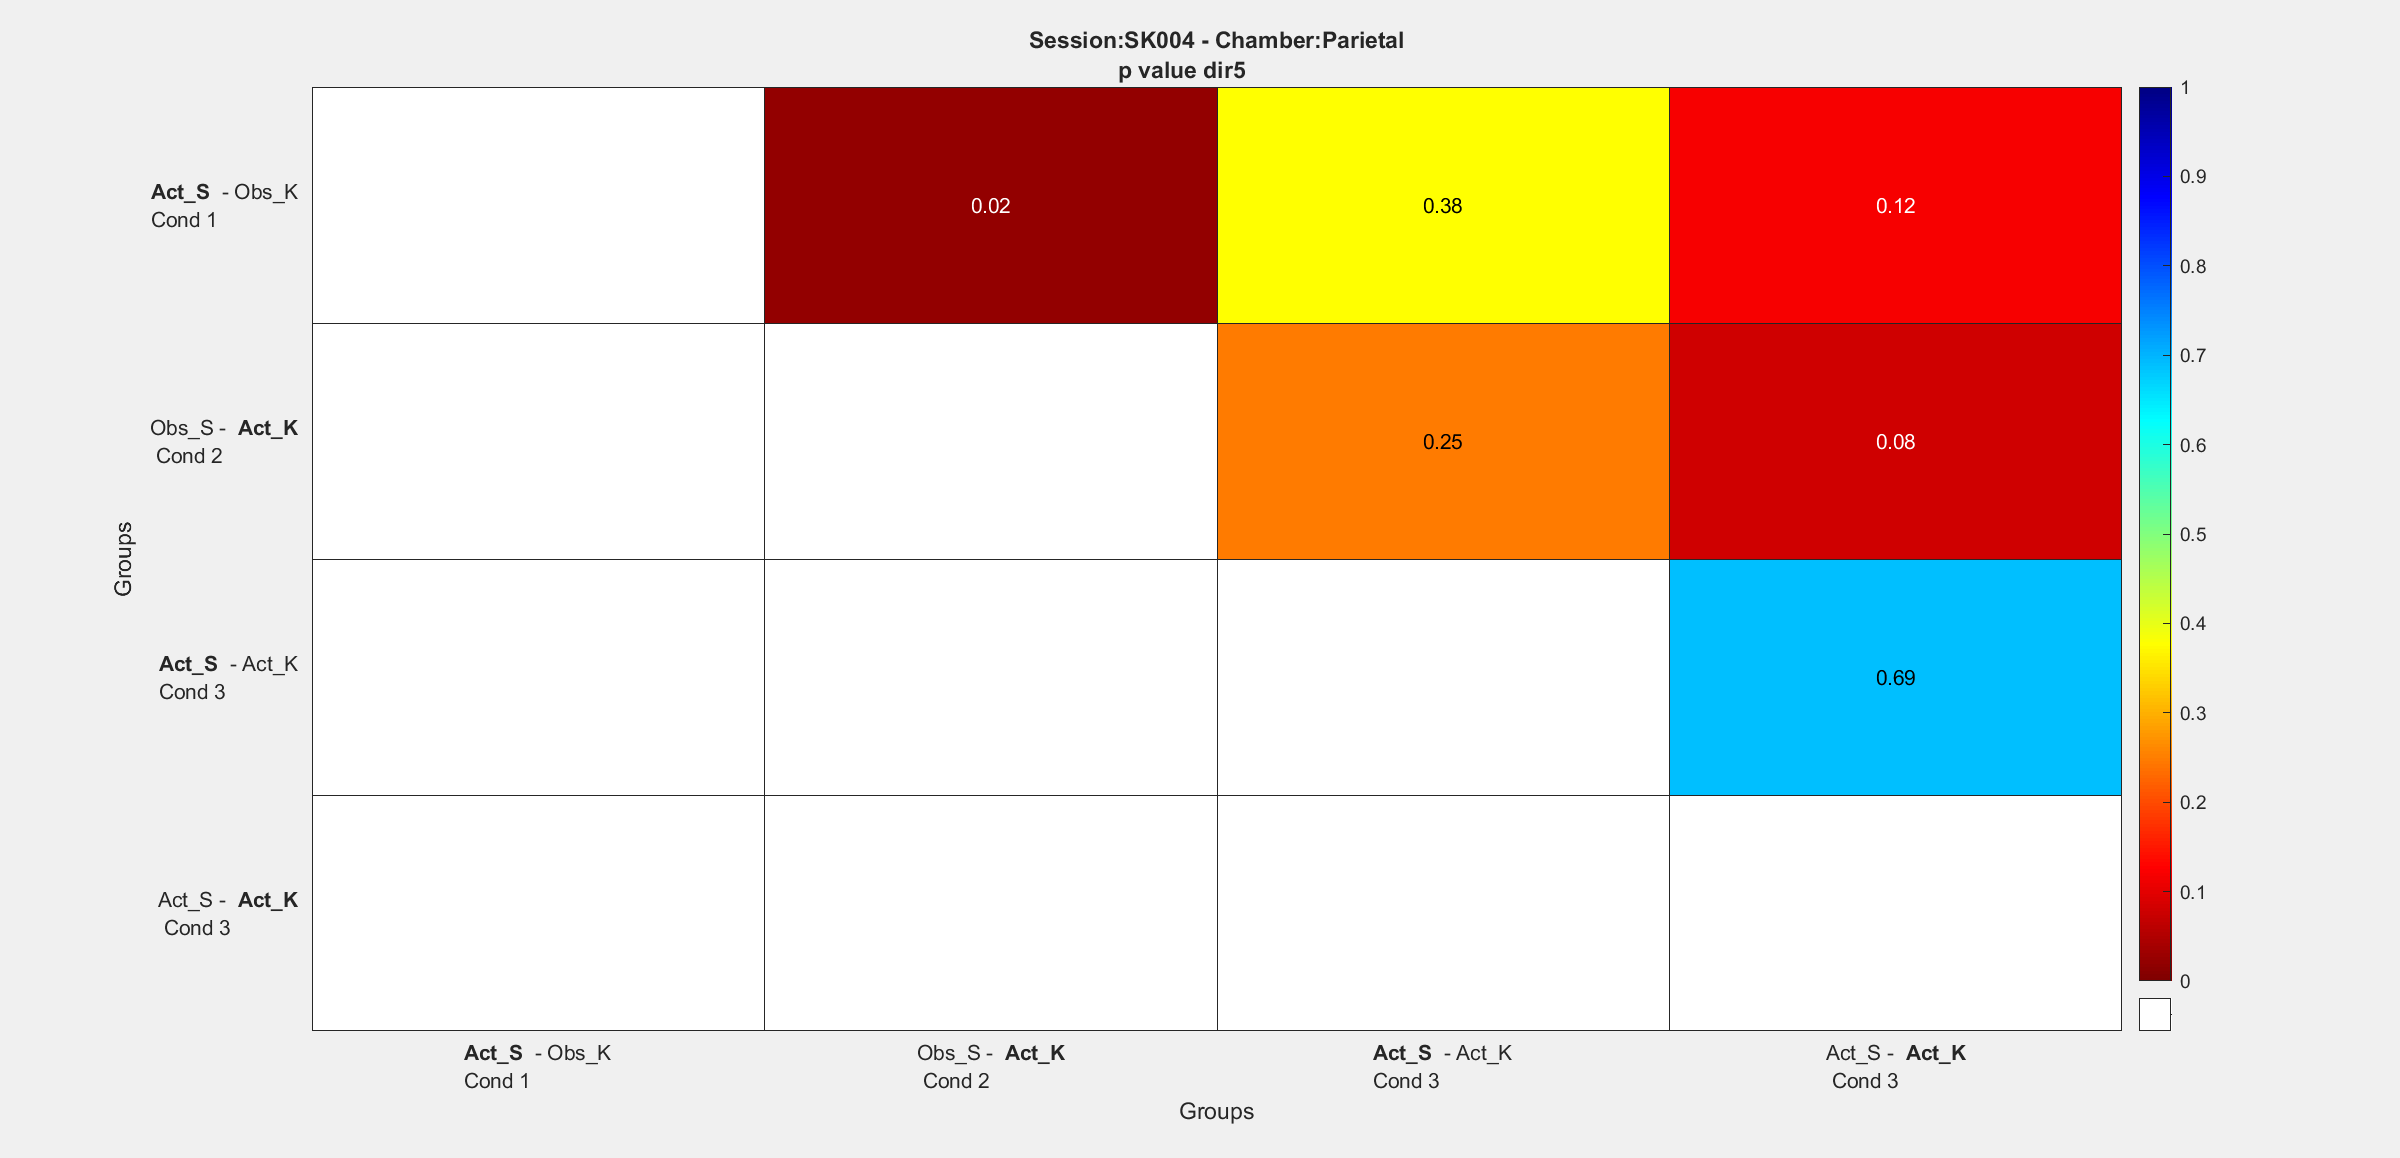 Session:SK004 - Chamber:Parietal
p value dir5
Act_S - Obs_K
Cond 1
0.02
0.38
0.12
Obs_S - Act_K
Cond 2
0.25
0.08
Act_S - Act_K
Cond 3
0.69
Act_S - Act_K
Cond 3
Groups
Act_S - Obs_K
Cond 1
Obs_S - Act_K
Cond 2
Act_S - Act_K
Cond 3
Act_S - Act_K
Cond 3
Groups
1
0.9
0.8
0.7
0.6
0.5
0.4
0.3
0.2
0.1
0